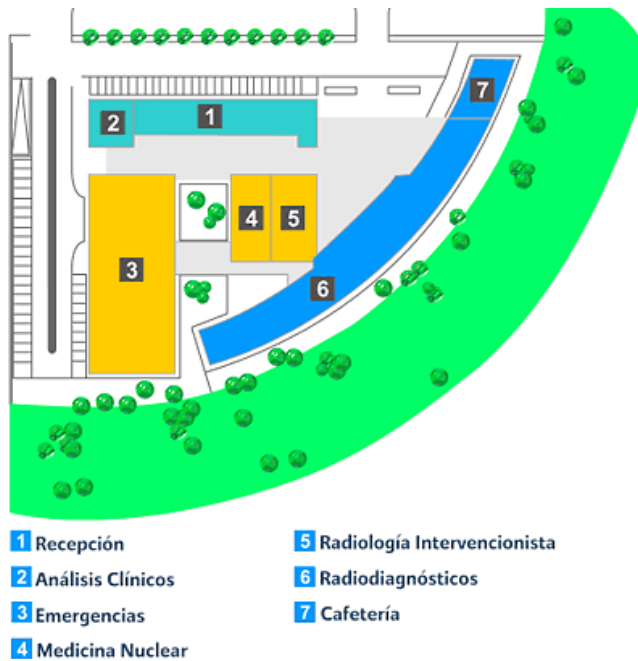 7
2 1
4 5
3
6
1 Recepción
2 Análisis Clínicos
3 Emergencias
4 Medicina Nuclear
5 Radiología Intervencionista
6 Radiodiagnósticos
7 Cafetería